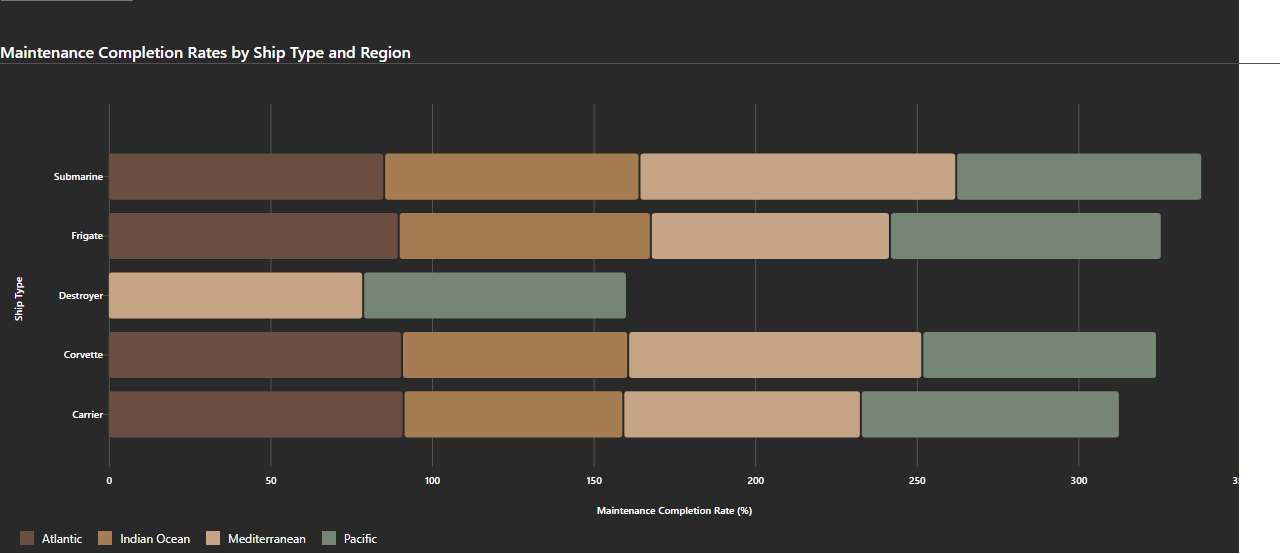 Maintenance Completion Rates by Ship Type and Region
Submarine
Frigate
Destroyer
Corvette
Carrier
Ship Type
0 50 100 150 200 250 300
Maintenance Completion Rate (%)
Atlantic Indian Ocean Mediterranean Pacific